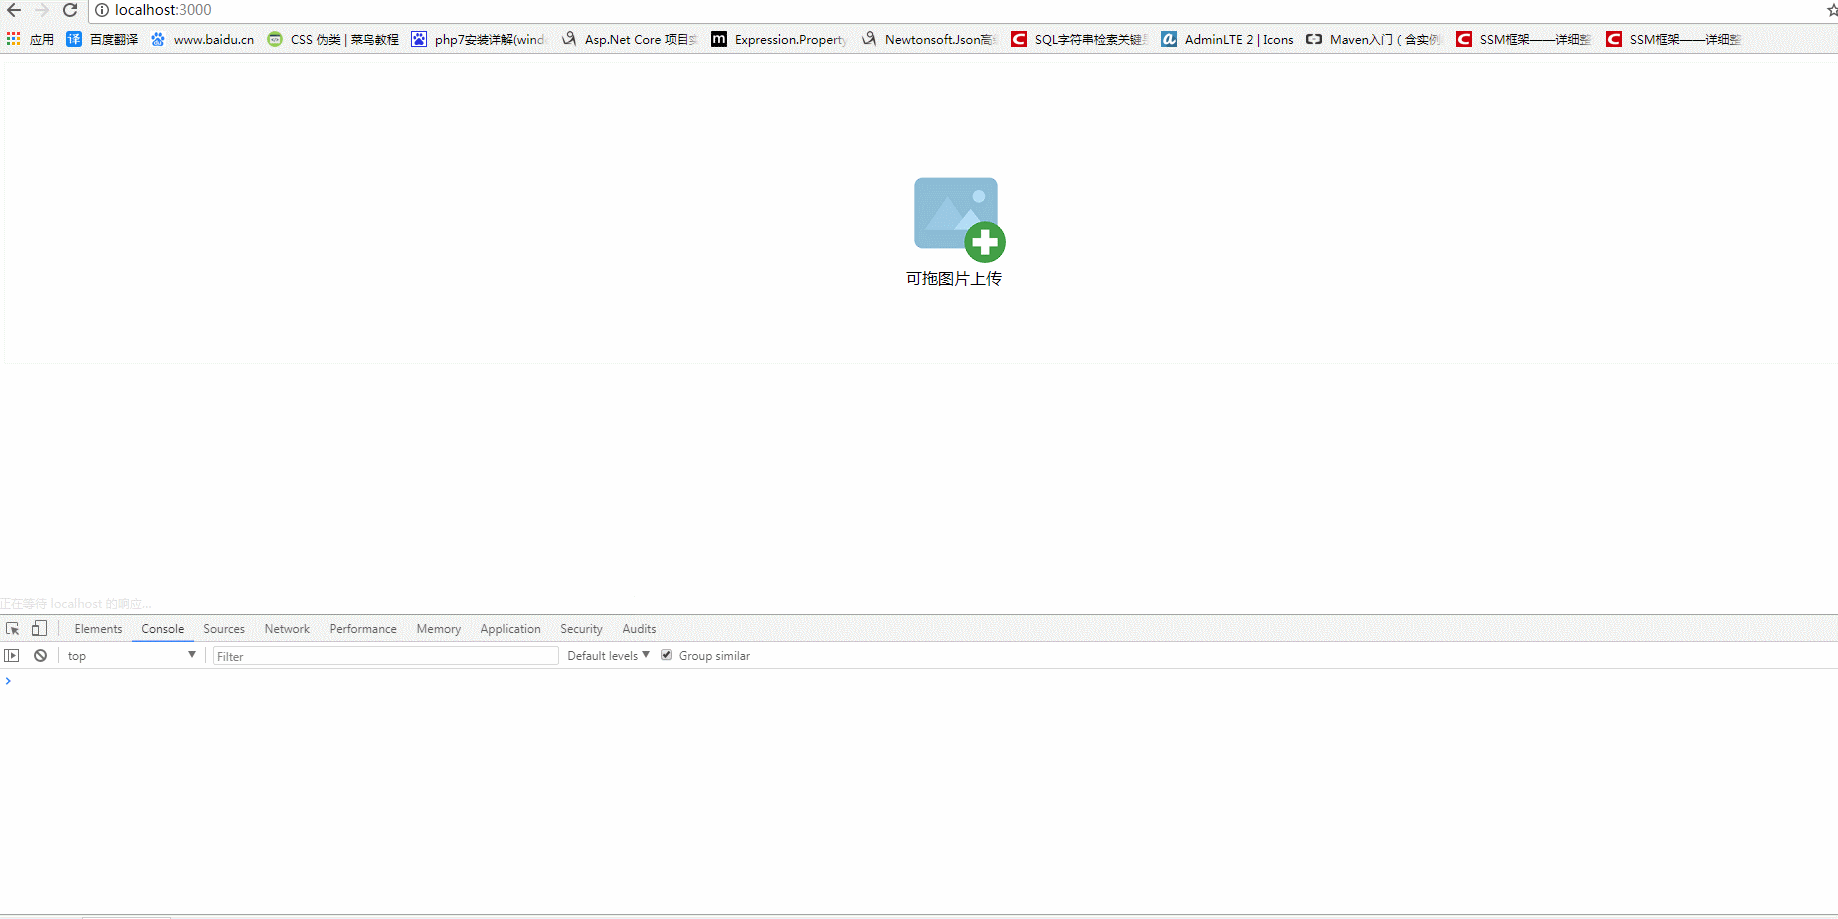 localhost:3000
应用 百度翻译 www.baidu.cn CSS 伪类 | 菜鸟教程 php7安装详解(wind Asp.Net Core 项目 Expression.Property Newtonsoft.Json高 SQL字符串检索关键 AdminLTE 2 | Icons Maven入门 ( 含实例 SSM框架——详细整 SSM框架——详细整
可拖图片上传
正在等待 localhost 的响应...
Elements Console Sources Network Performance Memory Application Security Audits
top Filter Default levels Group similar